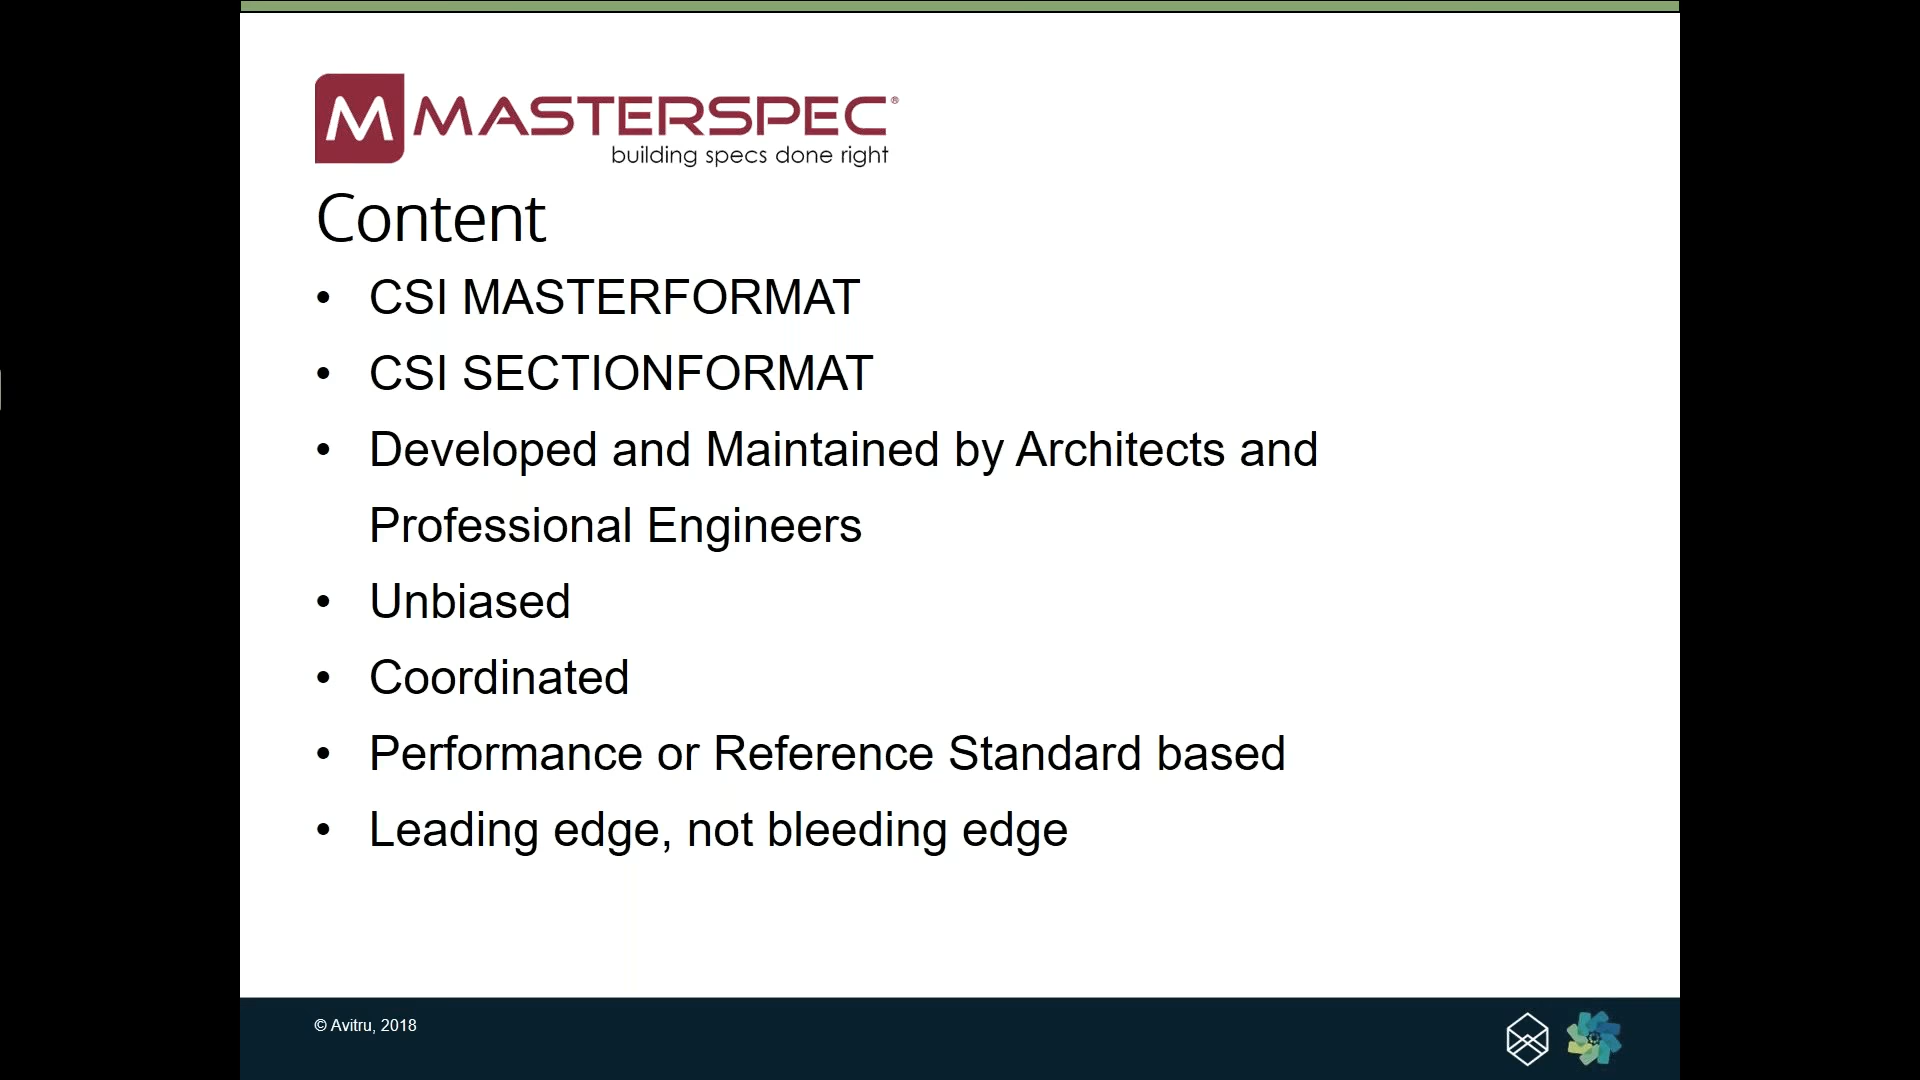 M MASTERSPEC®
building specs done right
Content
• CSI MASTERFORMAT
• CSI SECTIONFORMAT
• Developed and Maintained by Architects and
Professional Engineers
• Unbiased
• Coordinated
• Performance or Reference Standard based
• Leading edge, not bleeding edge
© Avitru, 2018